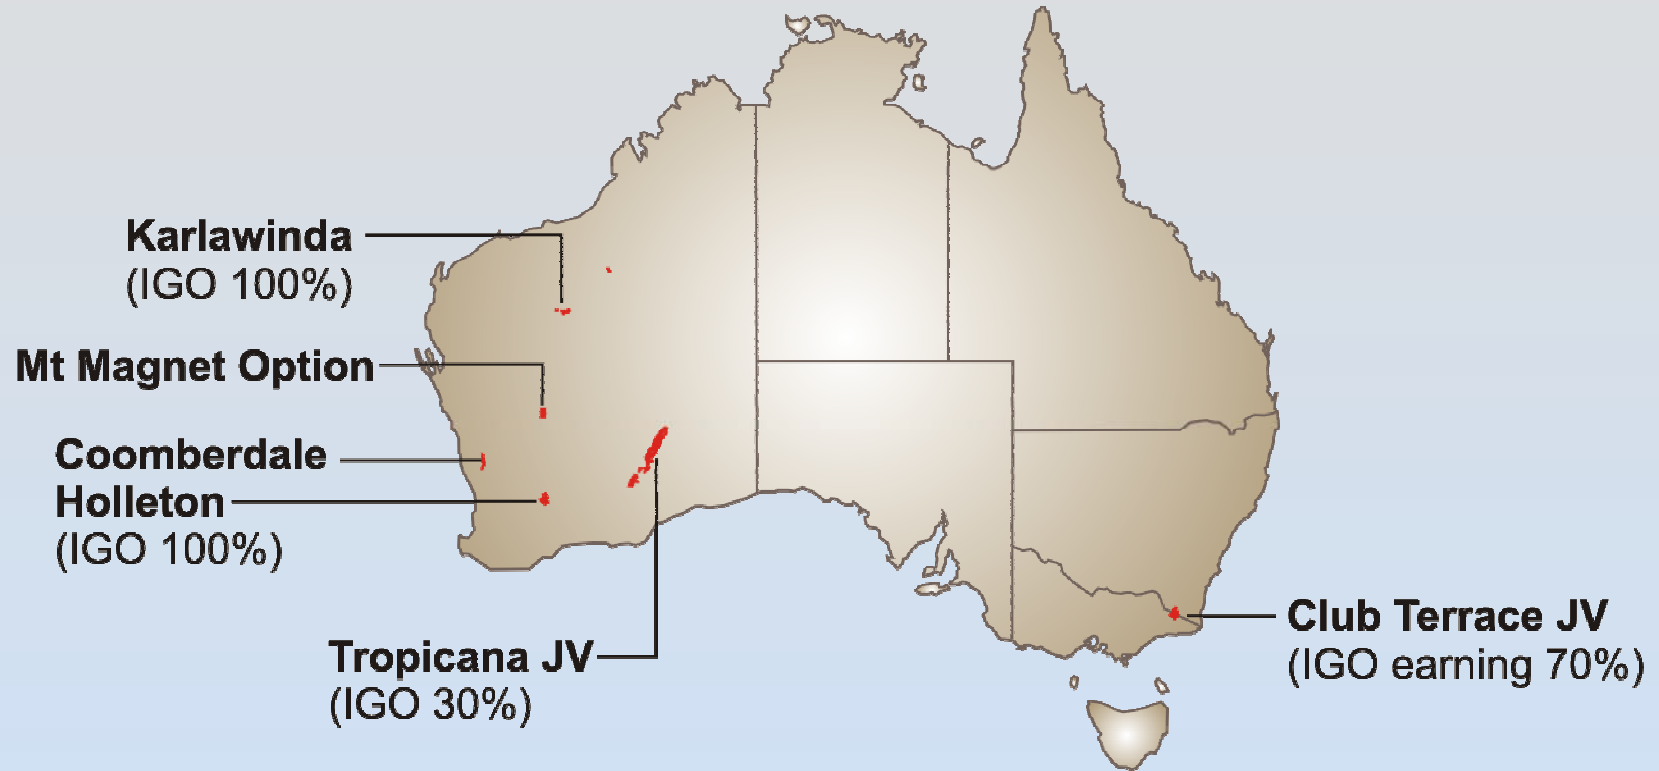 Karlawinda
(IGO 100%)
Mt Magnet Option
Coomberdale
Holleton
(IGO 100%)
Tropicana JV
(IGO 30%)
Club Terrace JV
(IGO earning 70%)